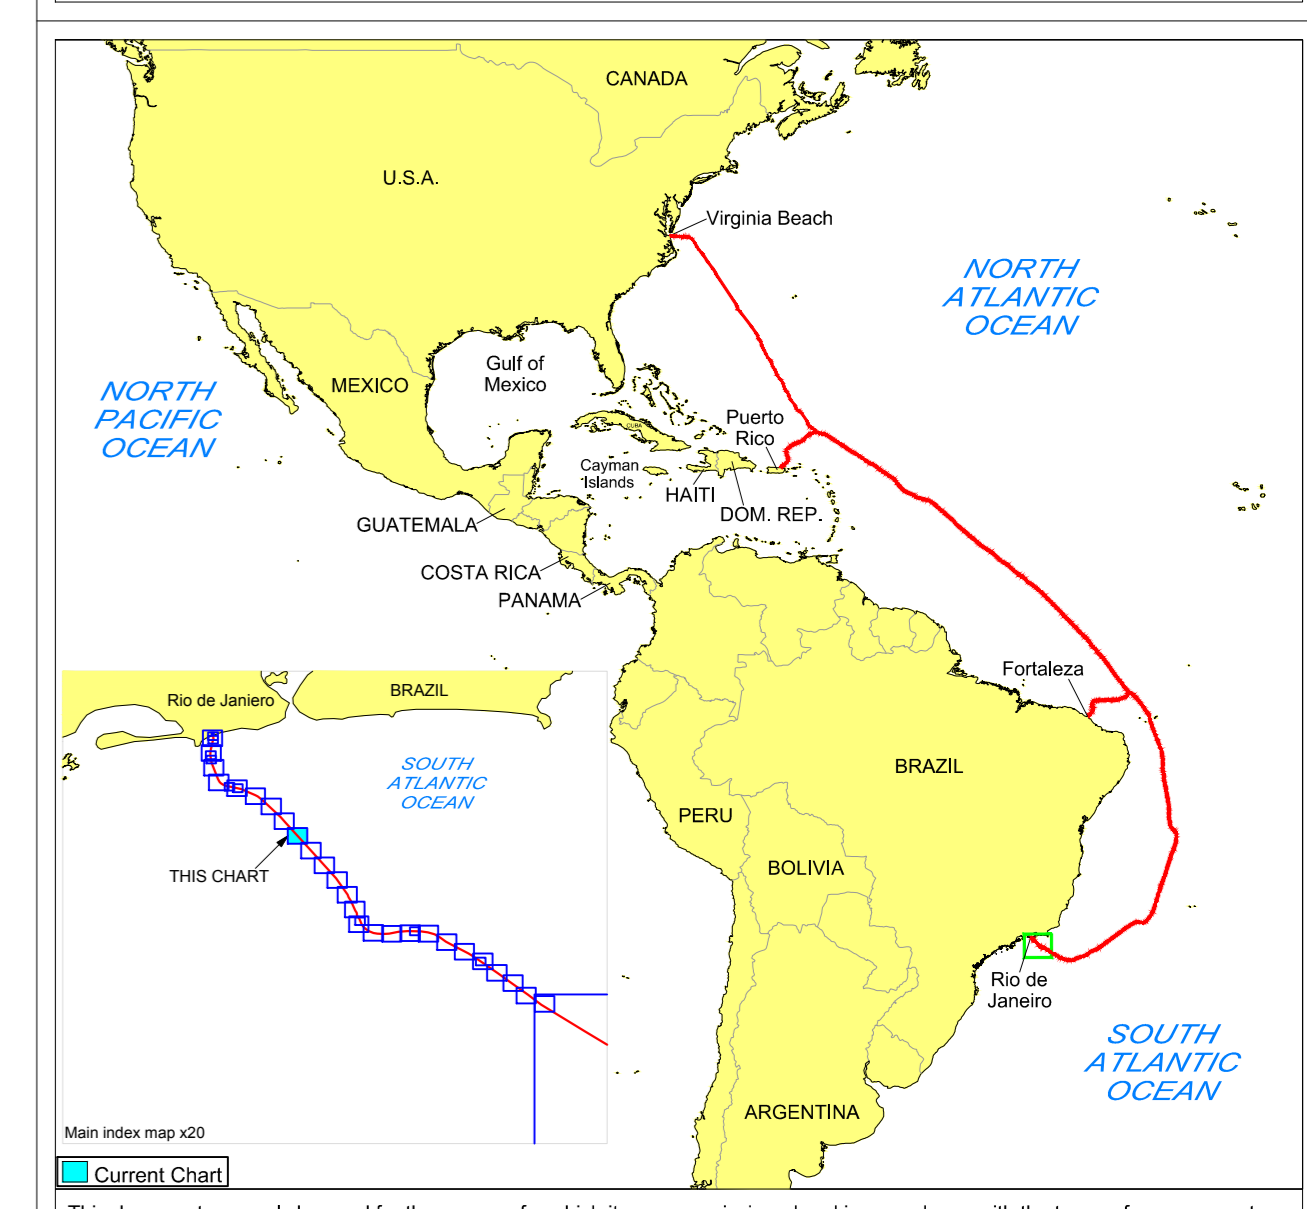 CANADA
U.S.A.
Virginia Beach
NORTH
ATLANTIC
OCEAN
Gulf of
Mexico
MEXICO
NORTH
PACIFIC
OCEAN
Puerto
Rico
CUBA
Cayman
Islands
HAITI
DOM. REP.
GUATEMALA
COSTA RICA
PANAMA
Fortaleza
BRAZIL
PERU
BOLIVIA
Rio de
Janeiro
SOUTH
ATLANTIC
OCEAN
ARGENTINA
Rio de Janiero
BRAZIL
SOUTH
ATLANTIC
OCEAN
THIS CHART
Main index map x20
Current Chart